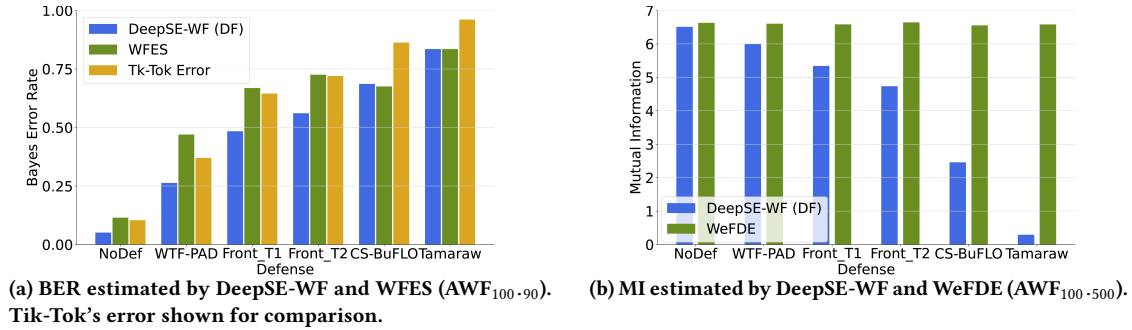 1.00
0.75
0.50
0.25
0.00
Bayes Error Rate
DeepSE-WF (DF)
WFES
Tk-Tok Error
NoDef WTF-PAD Front_T1 Front_T2 CS-BuFLO Tamaraw
Defense
(a) BER estimated by DeepSE-WF and WFES (AWF100·90).
Tik-Tok's error shown for comparison.
7
6
5
4
3
2
1
0
Mutual Information
DeepSE-WF (DF)
WeFDE
NoDef WTF-PAD Front_T1 Front_T2 CS-BuFLO Tamaraw
Defense
(b) MI estimated by DeepSE-WF and WeFDE (AWF100·500).